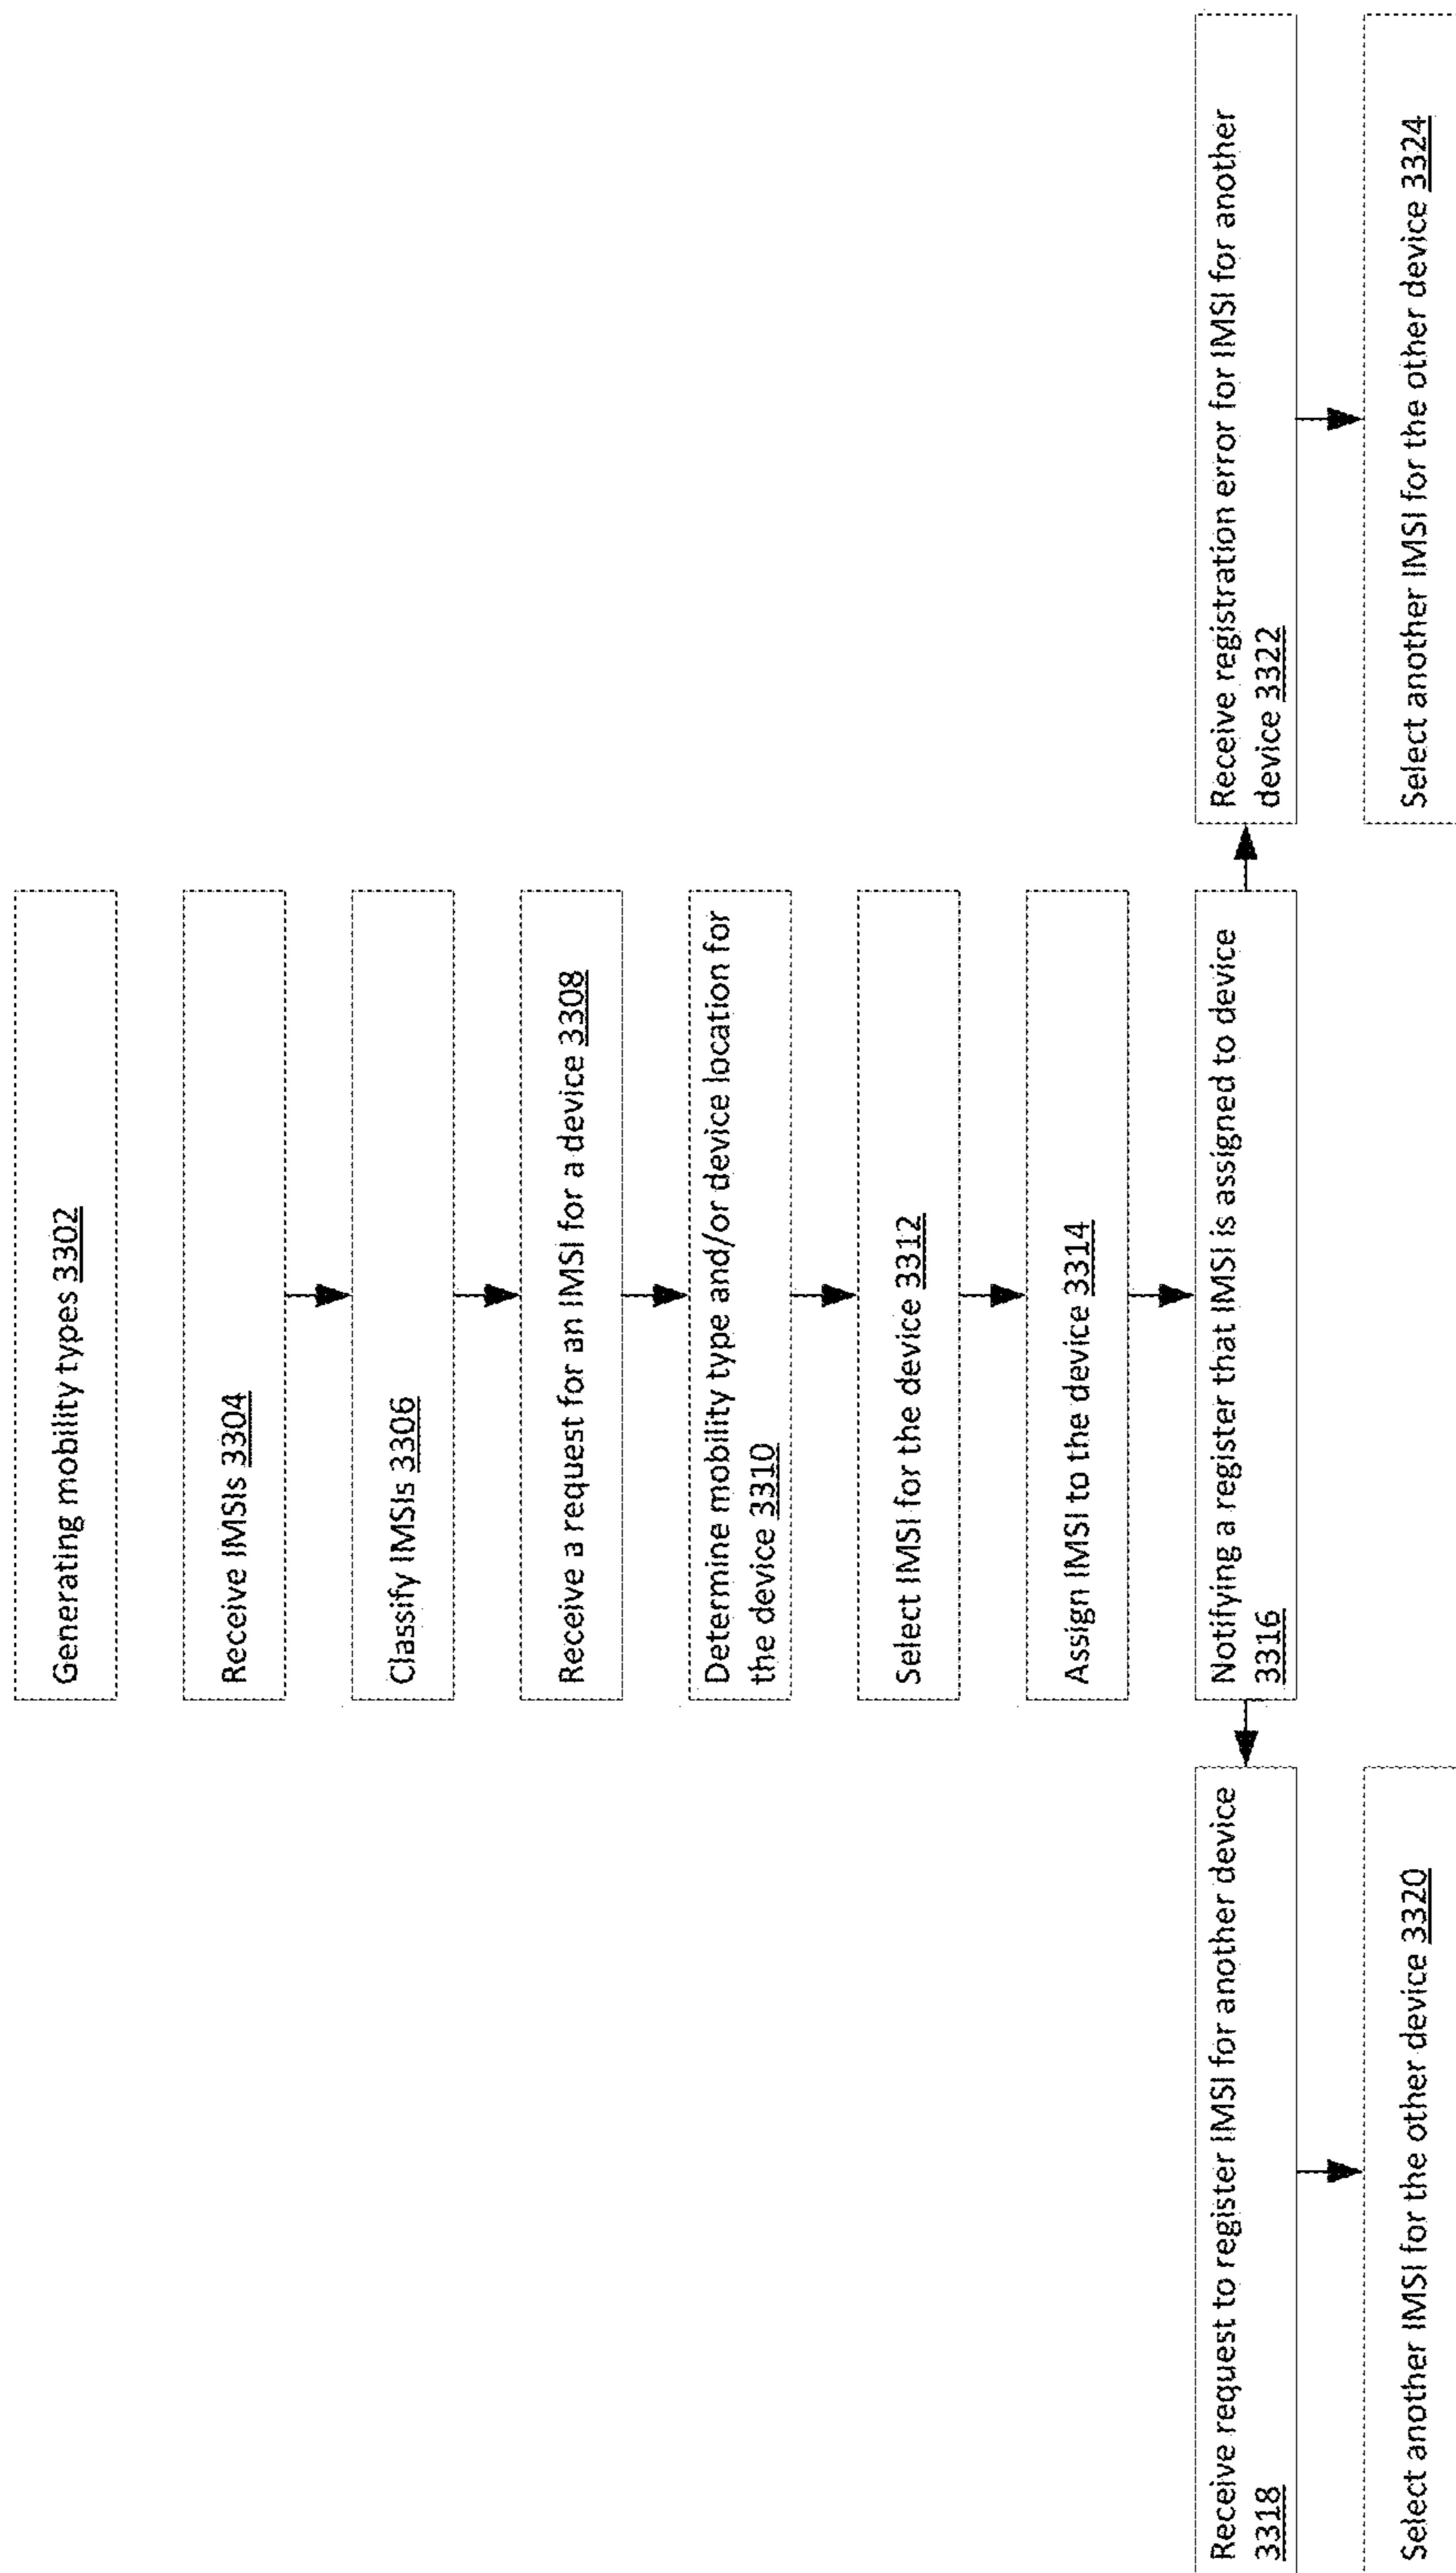 Generating mobility types 3302
Receive IMSIs 3304
Classify IMSIs 3306
Receive a request for an IMSI for a device 3308
Determine mobility type and/or device location for
the device 3310
Select IMSI for the device 3312
Assign IMSI to the device 3314
Notifying a register that IMSI is assigned to device
3316
Receive request to register IMSI for another device
3318
Select another IMSI for the other device 3320
Receive registration error for IMSI for another
device 3322
Select another IMSI for the other device 3324